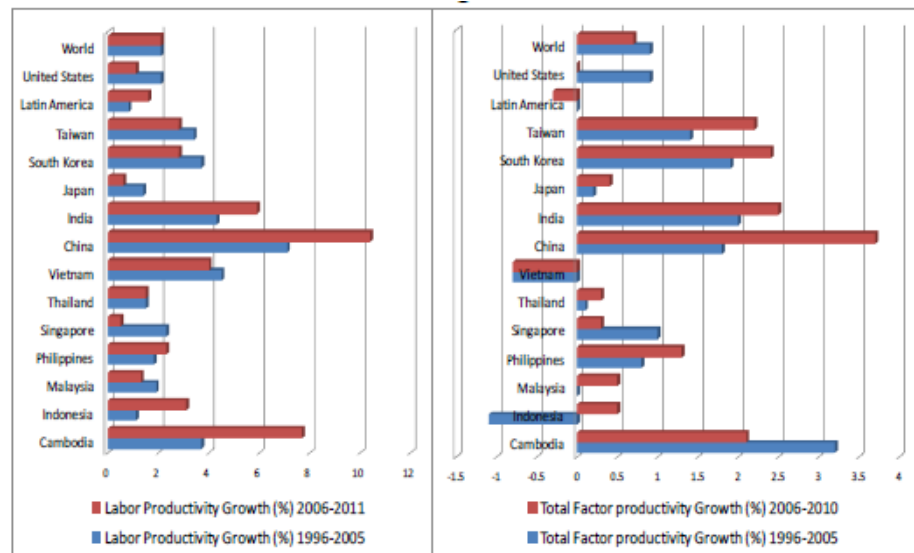 World
United States
Latin America
Taiwan
South Korea
Japan
India
China
Vietnam
Thailand
Singapore
Philippines
Malaysia
Indonesia
Cambodia
0 2 4 6 8 10 12
Labor Productivity Growth (%) 2006-2011
Labor Productivity Growth (%) 1996-2005
World
United States
Latin America
Taiwan
South Korea
Japan
India
China
Vietnam
Thailand
Singapore
Philippines
Malaysia
Indonesia
Cambodia
-1.5 -1 -0.5 0 0.5 1 1.5 2 2.5 3 3.5 4
Total Factor productivity Growth (%) 2006-2010
Total Factor productivity Growth (%) 1996-2005